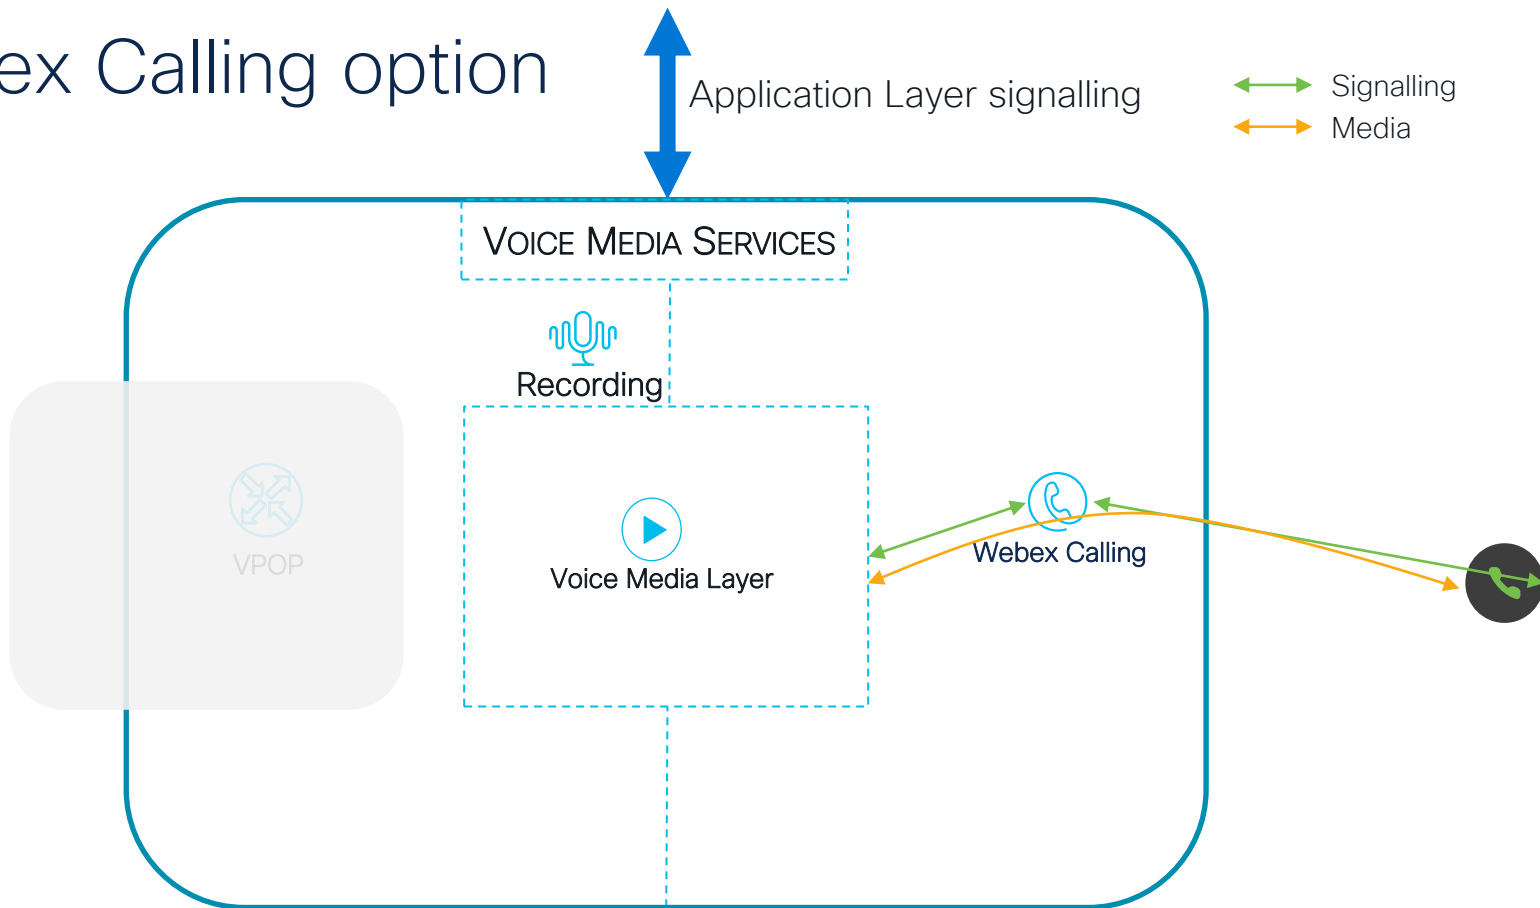 ex Calling option
Application Layer signalling
Signalling
Media
VOICE MEDIA SERVICES
Recording
VPOP
Voice Media Layer
Webex Calling